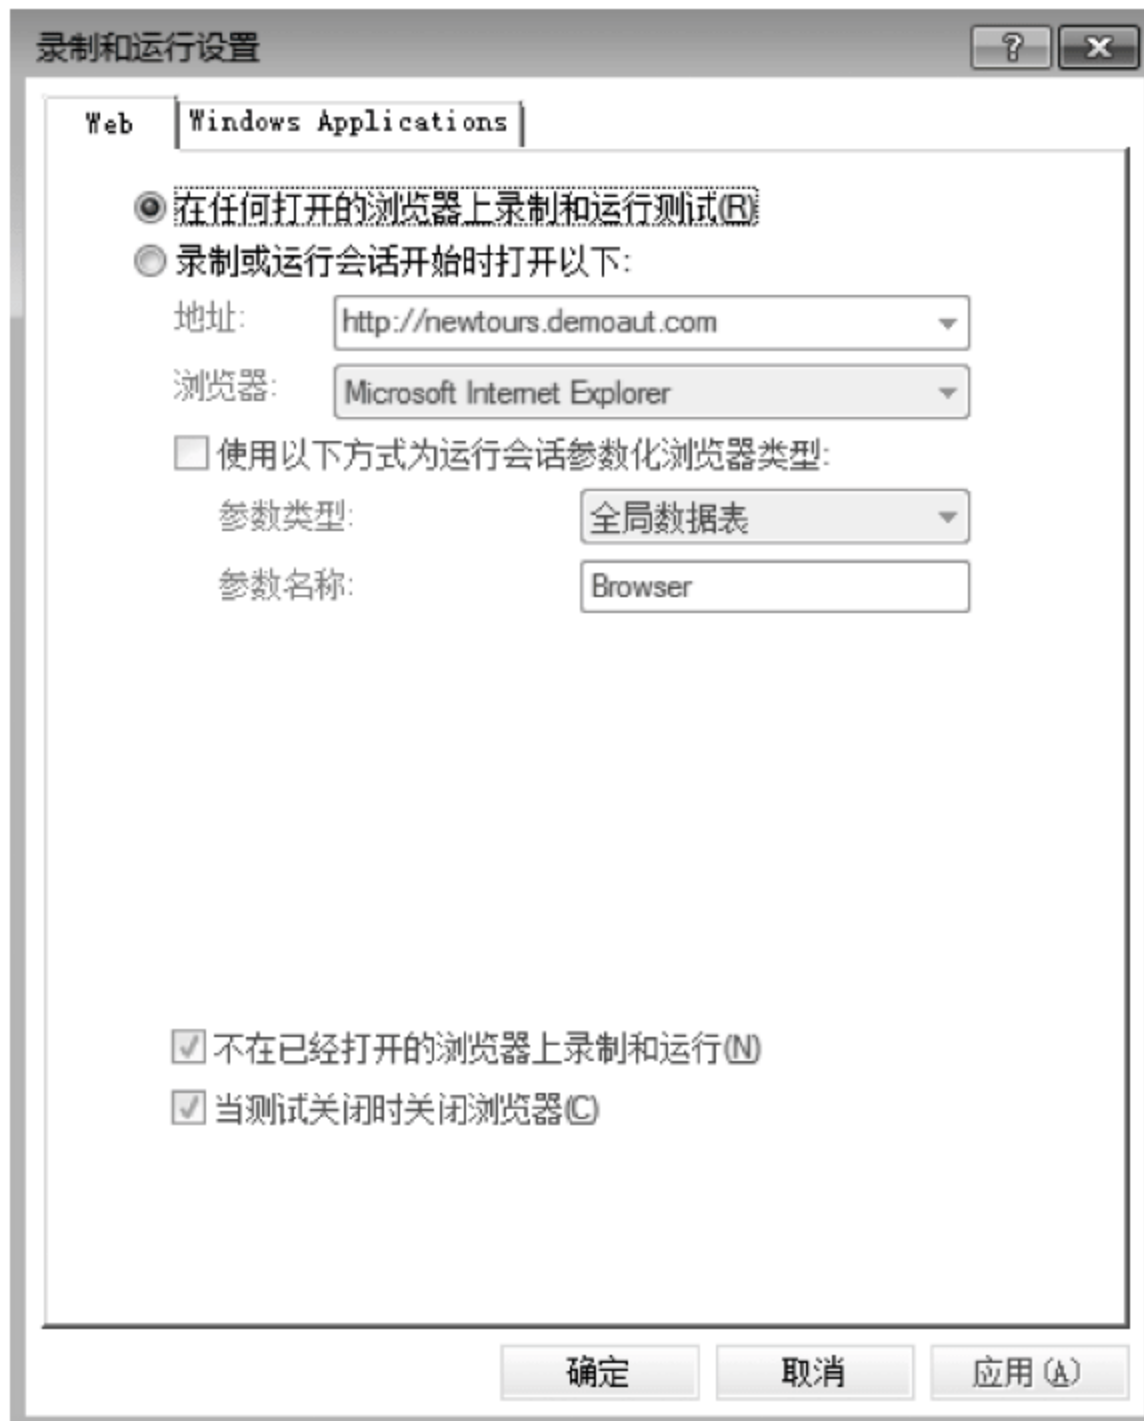 录制和运行设置
Web
Windows Applications
在任何打开的浏览器上录制和运行测试(R)
录制或运行会话开始时打开以下:
地址: http://newtours.demoaut.com
浏览器: Microsoft Internet Explorer
使用以下方式为运行会话参数化浏览器类型:
参数类型: 全局数据表
参数名称: Browser
不在已经打开的浏览器上录制和运行(N)
当测试关闭时关闭浏览器(C)
确定 取消 应用(A)